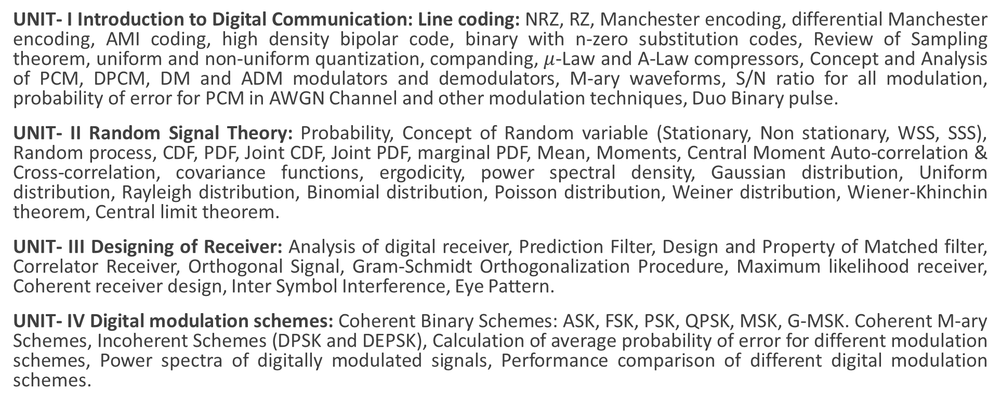 UNIT- I Introduction to Digital Communication: Line coding: NRZ, RZ, Manchester encoding, differential Manchester
encoding, AMI coding, high density bipolar code, binary with n-zero substitution codes, Review of Sampling
theorem, uniform and non-uniform quantization, companding, 𝜇-Law and A-Law compressors, Concept and Analysis
of PCM, DPCM, DM and ADM modulators and demodulators, M-ary waveforms, S/N ratio for all modulation,
probability of error for PCM in AWGN Channel and other modulation techniques, Duo Binary pulse.
UNIT- II Random Signal Theory: Probability, Concept of Random variable (Stationary, Non stationary, WSS, SSS),
Random process, CDF, PDF, Joint CDF, Joint PDF, marginal PDF, Mean, Moments, Central Moment Auto-correlation &
Cross-correlation, covariance functions, ergodicity, power spectral density, Gaussian distribution, Uniform
distribution, Rayleigh distribution, Binomial distribution, Poisson distribution, Weiner distribution, Wiener-Khinchin
theorem, Central limit theorem.
UNIT- III Designing of Receiver: Analysis of digital receiver, Prediction Filter, Design and Property of Matched filter,
Correlator Receiver, Orthogonal Signal, Gram-Schmidt Orthogonalization Procedure, Maximum likelihood receiver,
Coherent receiver design, Inter Symbol Interference, Eye Pattern.
UNIT- IV Digital modulation schemes: Coherent Binary Schemes: ASK, FSK, PSK, QPSK, MSK, G-MSK. Coherent M-ary
Schemes, Incoherent Schemes (DPSK and DEPSK), Calculation of average probability of error for different modulation
schemes, Power spectra of digitally modulated signals, Performance comparison of different digital modulation
schemes.